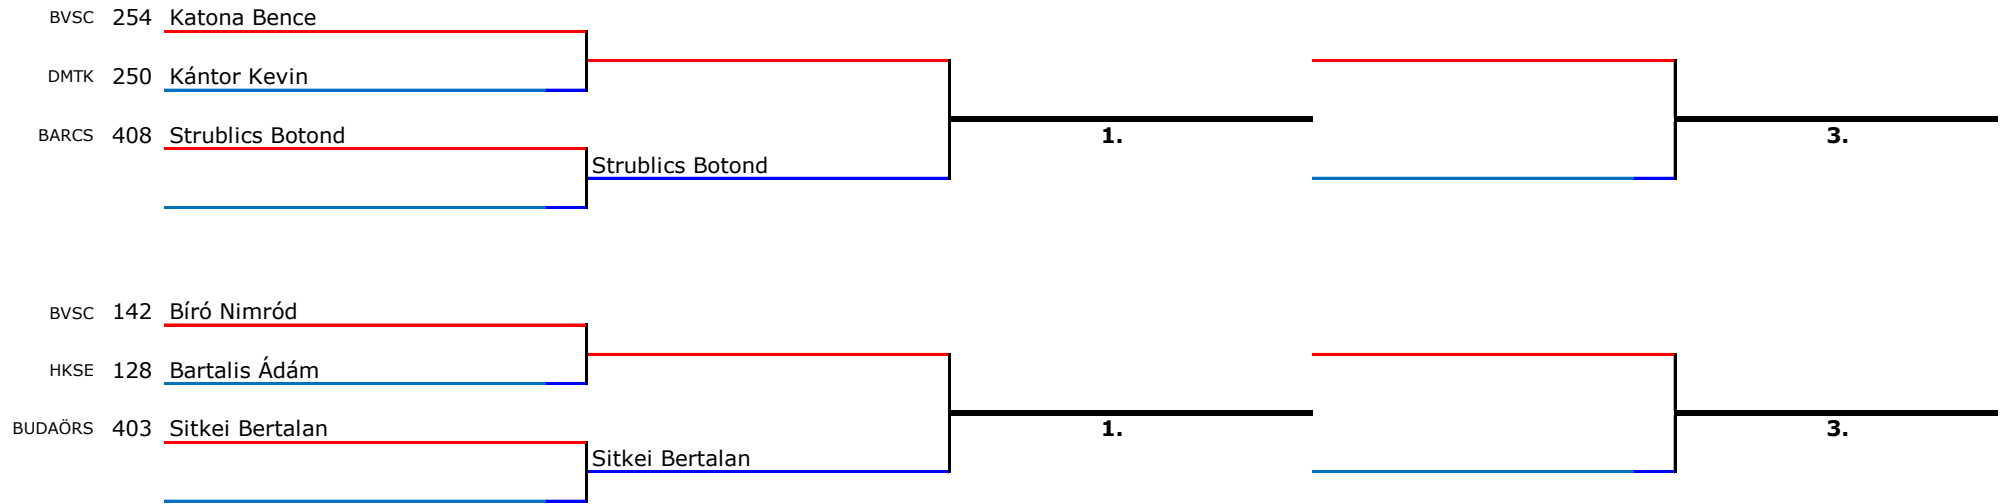 BVSC 254 Katona Bence
DMTK 250 Kántor Kevin
BARCS 408 Strublics Botond
1.
3.
Strublics Botond
BVSC 142 Bíró Nimród
HKSE 128 Bartalis Ádám
BUDAÖRS 403 Sitkei Bertalan
1.
3.
Sitkei Bertalan